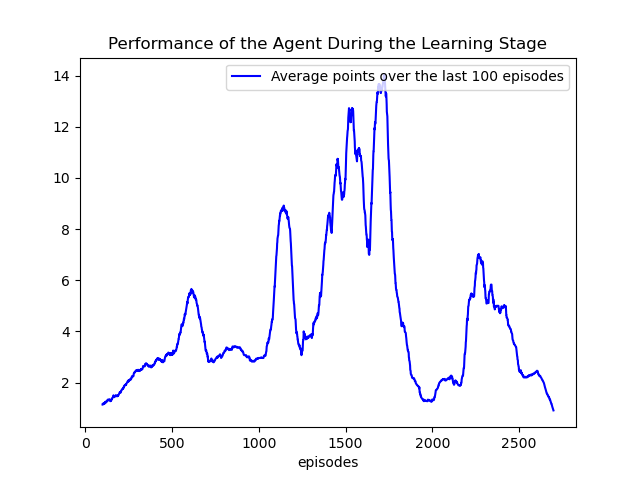 Performance of the Agent During the Learning Stage
Average points over the last 100 episodes
14
12
10
8
6
4
2
0 500 1000 1500 2000 2500
episodes